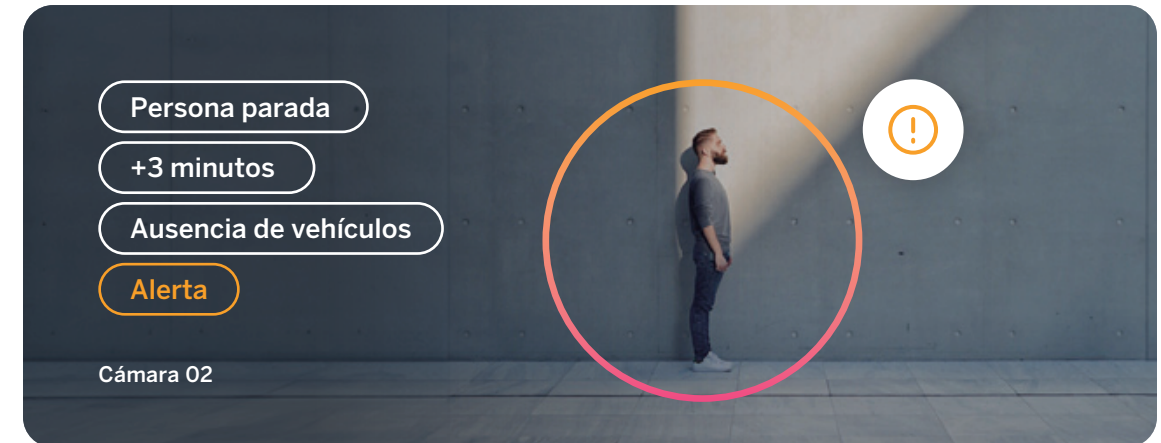 Persona parada
+3 minutos
Ausencia de vehículos
Alerta
Cámara 02